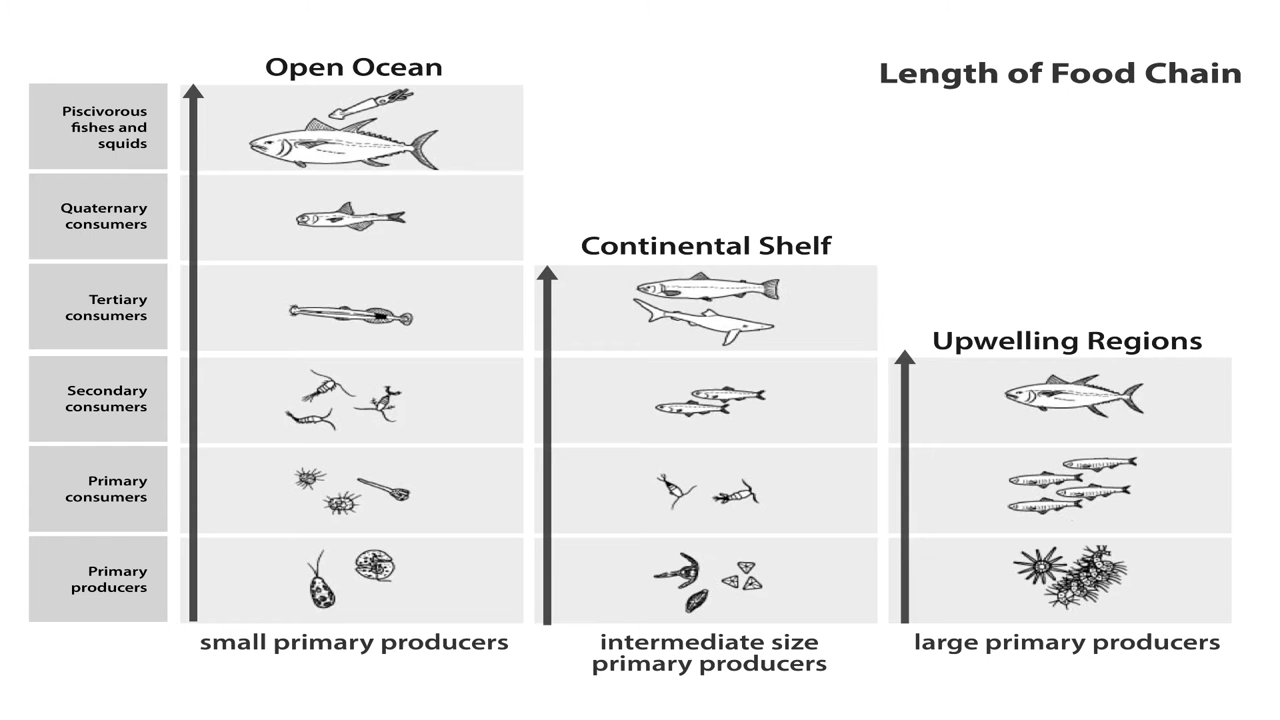 Length of Food Chain
Open Ocean
Piscivorous
fishes and
squids
Quaternary
consumers
Continental Shelf
Tertiary
consumers
Upwelling Regions
Secondary
consumers
Primary
consumers
Primary
producers
small primary producers
intermediate size
primary producers
large primary producers